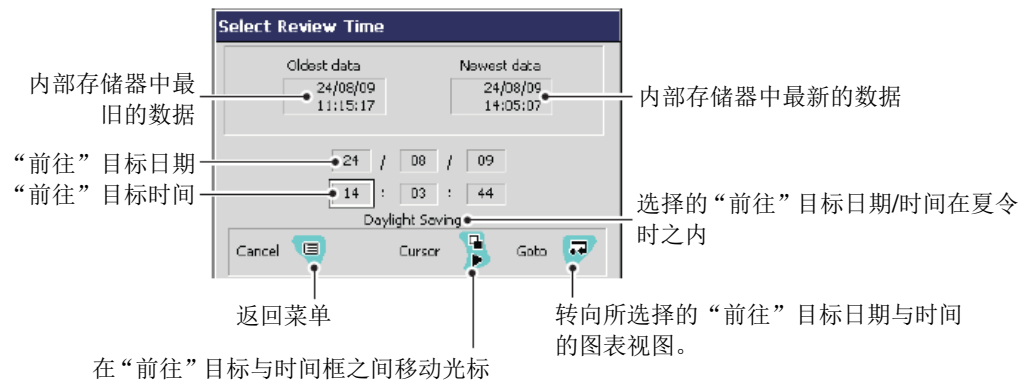 Select Review Time
Oldest data
Newest data
24/08/09
11:15:17
24/08/09
14:05:07
内部存储器中最
旧的数据
内部存储器中最新的数据
“前往”目标日期
24 / 08 / 09
“前往”目标时间
14 : 03 : 44
Daylight Saving
选择的“前往”目标日期/时间在夏令
时之内
Cancel
Cursor
Goto
返回菜单
转向所选择的“前往”目标日期与时间
的图表视图。
在“前往”目标与时间框之间移动光标